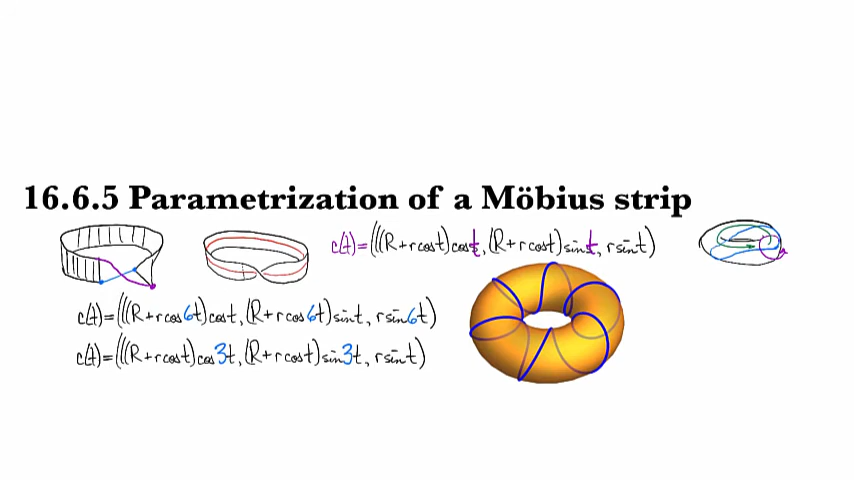 16.6.5 Parametrization of a Möbius strip
c(t)=(((R+rcost)cost,(R+rcost)sint,rsint)
c(t)=(((R+rcos6t)cost,(R+rcos6t)sint,rsin6t)
c(t)=(((R+rcost)cos3t,(R+rcost)sin3t,rsint)